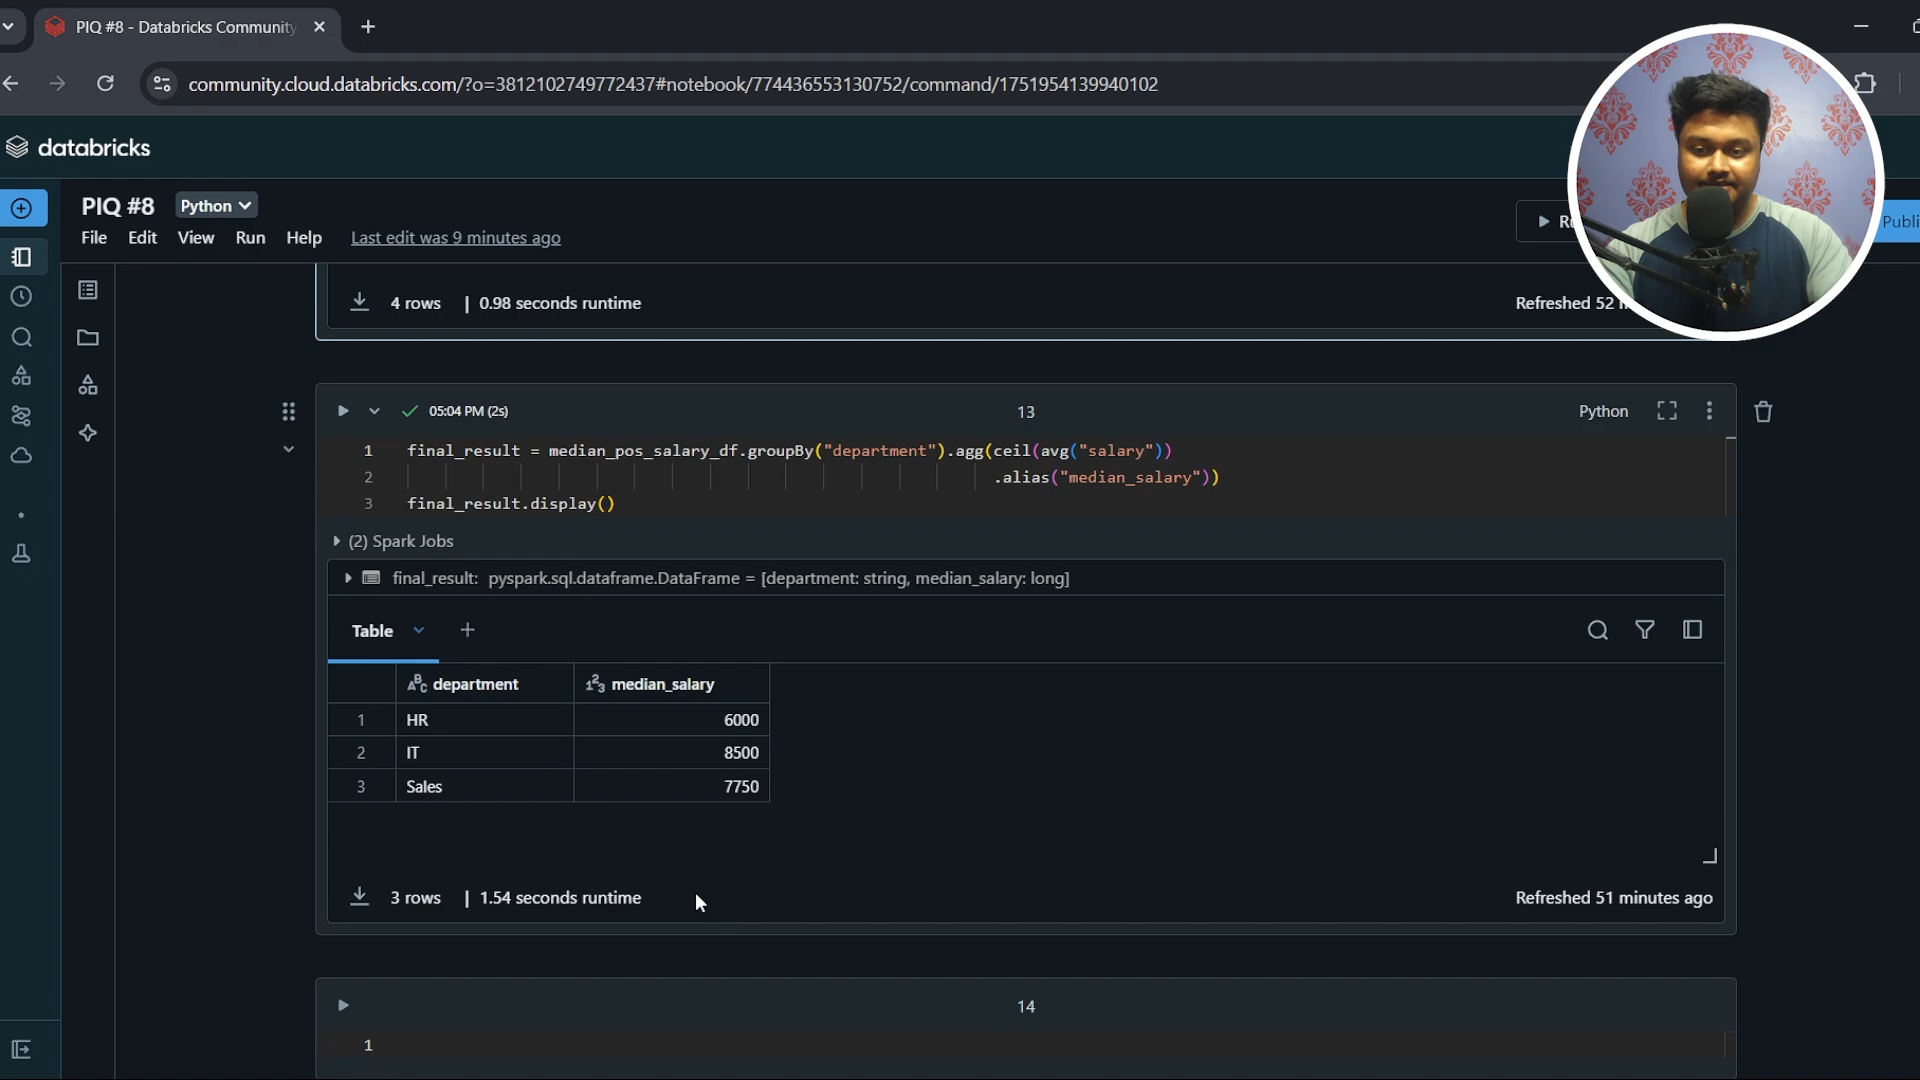 PIQ #8 - Databricks Community
community.cloud.databricks.com/?o=3812102749772437#notebook/774436553130752/command/1751954139940102
databricks
PIQ #8 Python
File Edit View Run Help Last edit was 9 minutes ago
4 rows | 0.98 seconds runtime
Refreshed 52
05:04 PM (2s)
13
Python
1 final_result = median_pos_salary_df.groupBy("department").agg(ceil(avg("salary"))
2 .alias("median_salary"))
3 final_result.display()
(2) Spark Jobs
final_result: pyspark.sql.dataframe.DataFrame = [department: string, median_salary: long]
Table
department median_salary
1 HR 6000
2 IT 8500
3 Sales 7750
3 rows | 1.54 seconds runtime
Refreshed 51 minutes ago
14
1